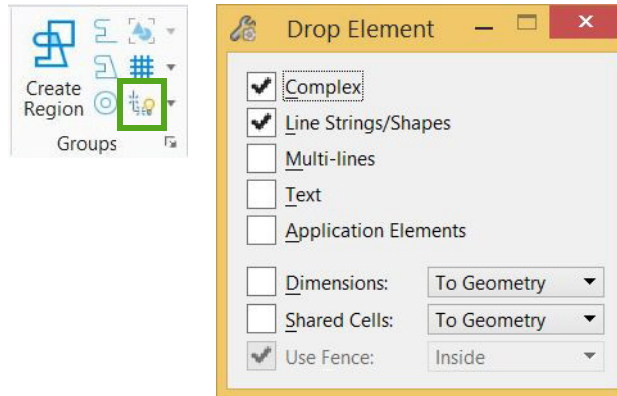 Create
Region
Groups
Drop Element
Complex
Line Strings/Shapes
Multi-lines
Text
Application Elements
Dimensions: To Geometry
Shared Cells: To Geometry
Use Fence: Inside